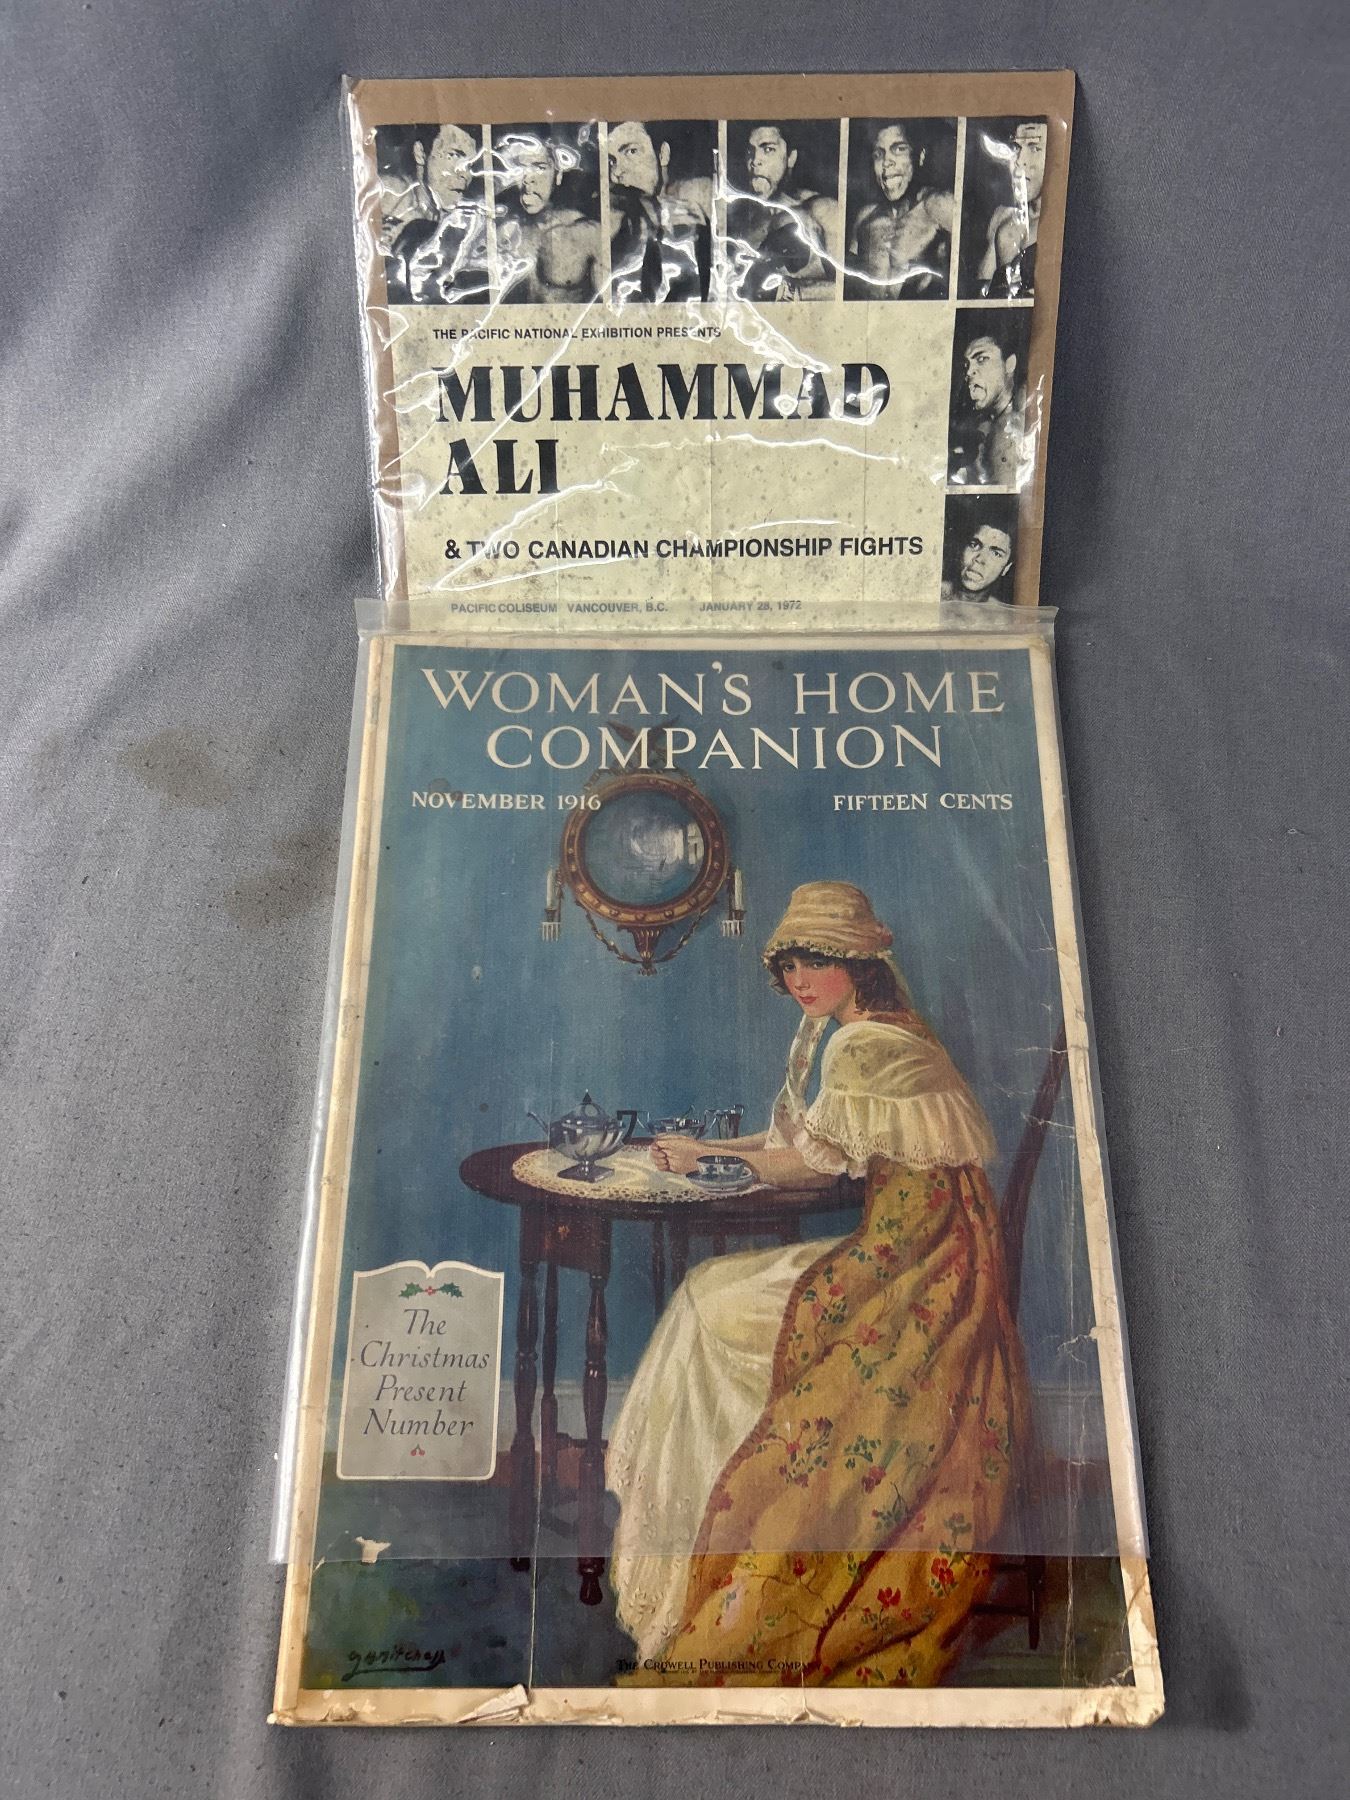 THE PACIFIC NATIONAL EXHIBITION PRESENTS
MUHAMMAD
ALI
& TWO CANADIAN CHAMPIONSHIP FIGHTS
PACIFIC COLISEUM VANCOUVER, B.C. JANUARY 28, 1972
WOMAN'S HOME
COMPANION
NOVEMBER 1916 FIFTEEN CENTS
The
Christmas
Present
Number
THE CROWELL PUBLISHING COMPANY